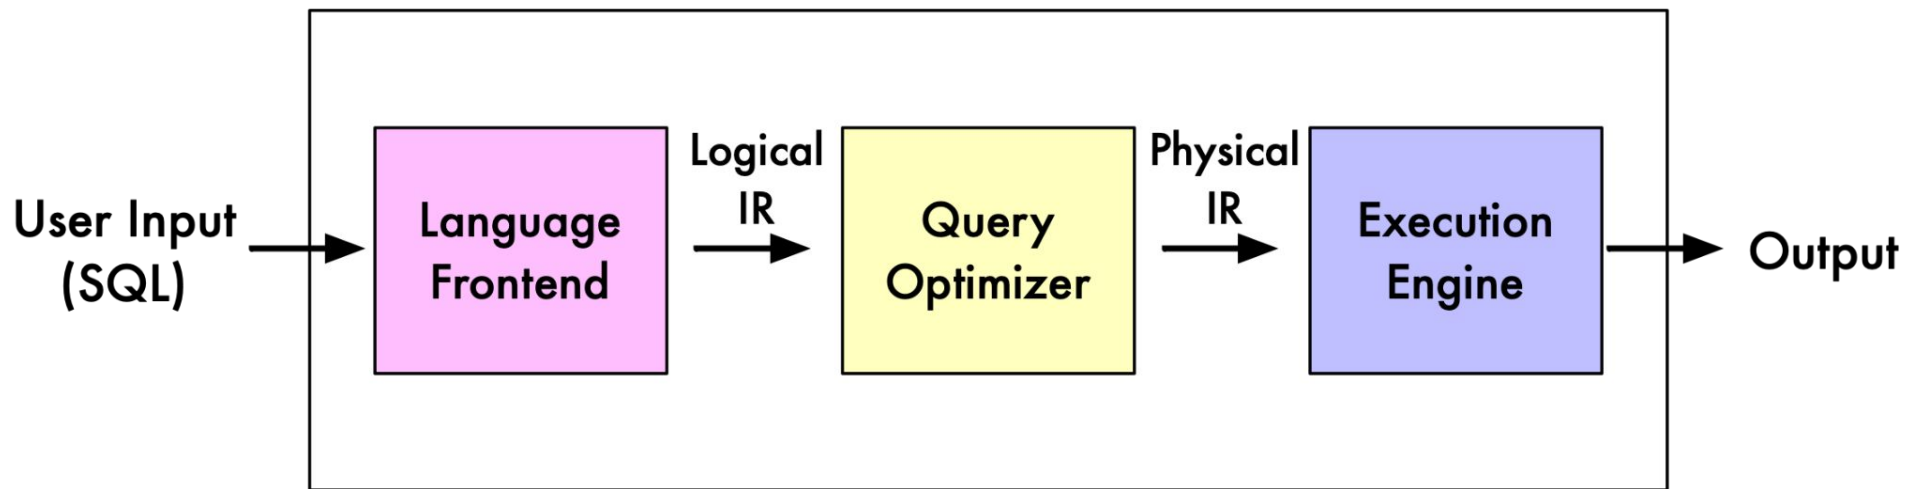 User Input
(SQL)
Language
Frontend
Logical
IR
Query
Optimizer
Physical
IR
Execution
Engine
Output